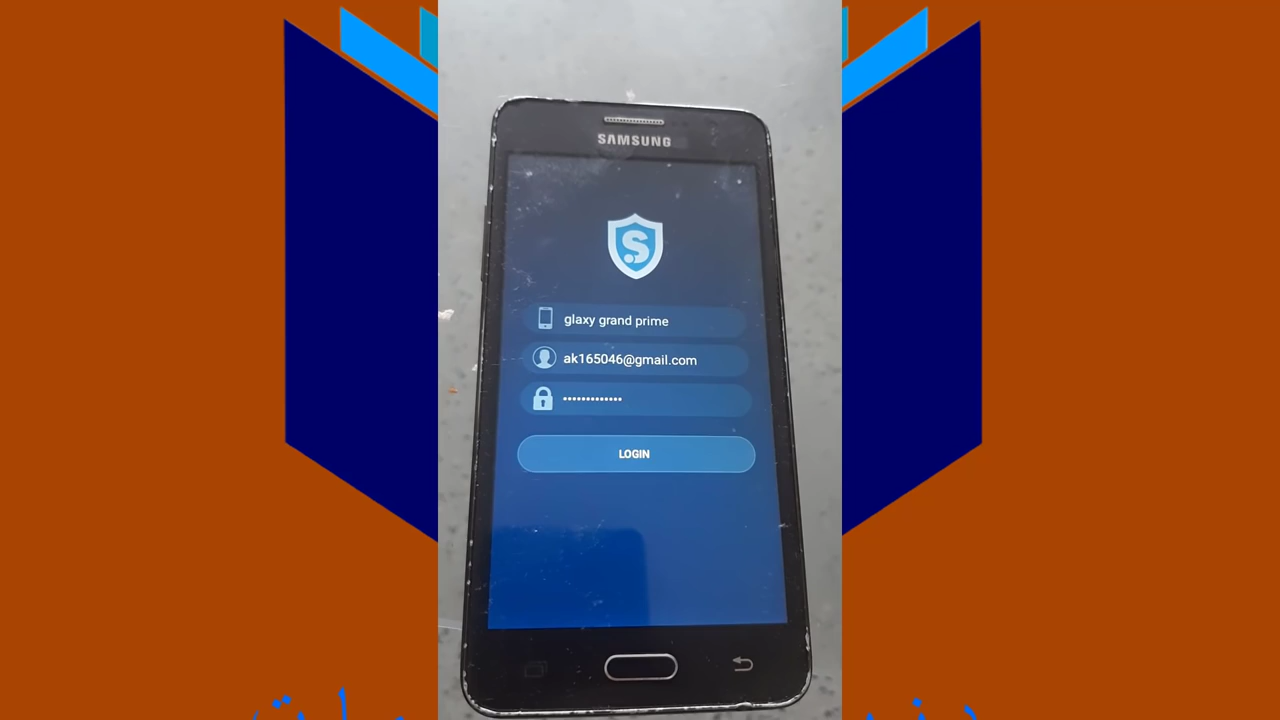 SAMSUNG
S
glaxy grand prime
ak165046@gmail.com
•••••••••••••
LOGIN